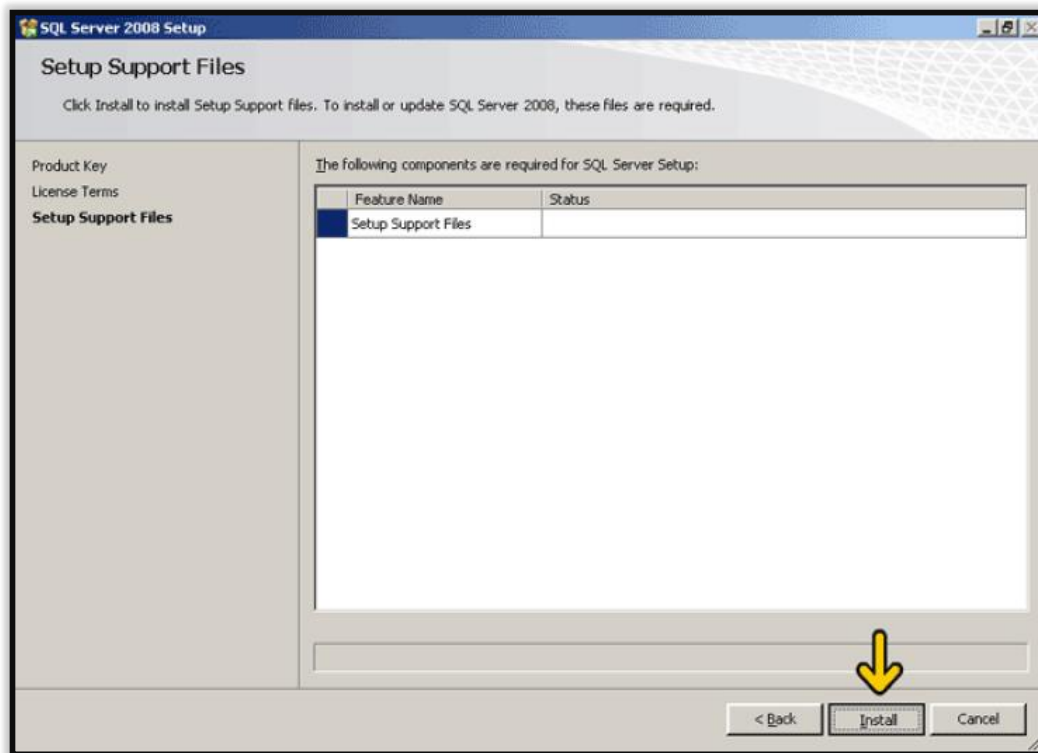 SQL Server 2008 Setup
Setup Support Files
Click Install to install Setup Support files. To install or update SQL Server 2008, these files are required.
Product Key
License Terms
Setup Support Files
The following components are required for SQL Server Setup:
Feature Name Status
Setup Support Files
< Back Install Cancel